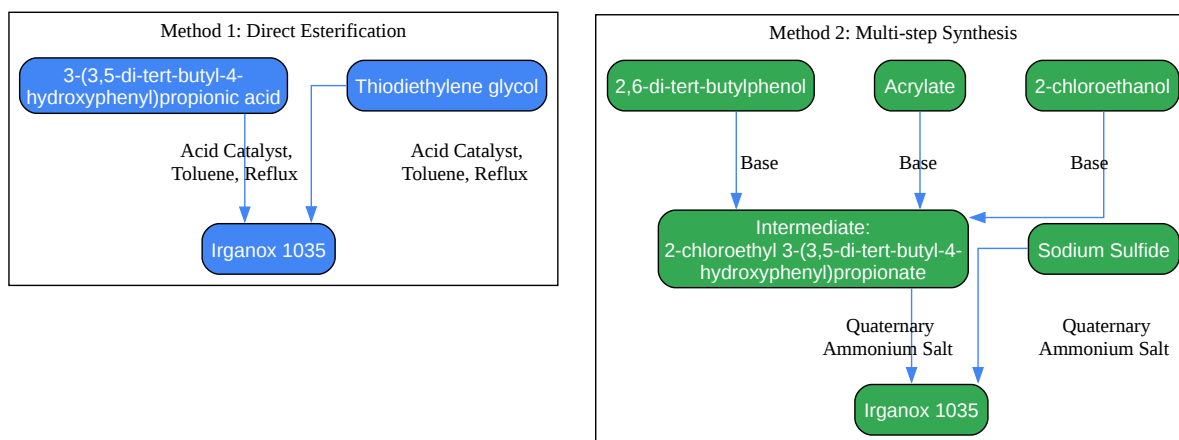 Method 1: Direct Esterification
3-(3,5-di-tert-butyl-4-
hydroxyphenyl)propionic acid
Thiodiethylene glycol
Acid Catalyst,
Toluene, Reflux
Acid Catalyst,
Toluene, Reflux
Irganox 1035
Method 2: Multi-step Synthesis
2,6-di-tert-butylphenol
Acrylate
2-chloroethanol
Base
Base
Base
Intermediate:
2-chloroethyl 3-(3,5-di-tert-butyl-4-
hydroxyphenyl)propionate
Sodium Sulfide
Quaternary
Ammonium Salt
Quaternary
Ammonium Salt
Irganox 1035